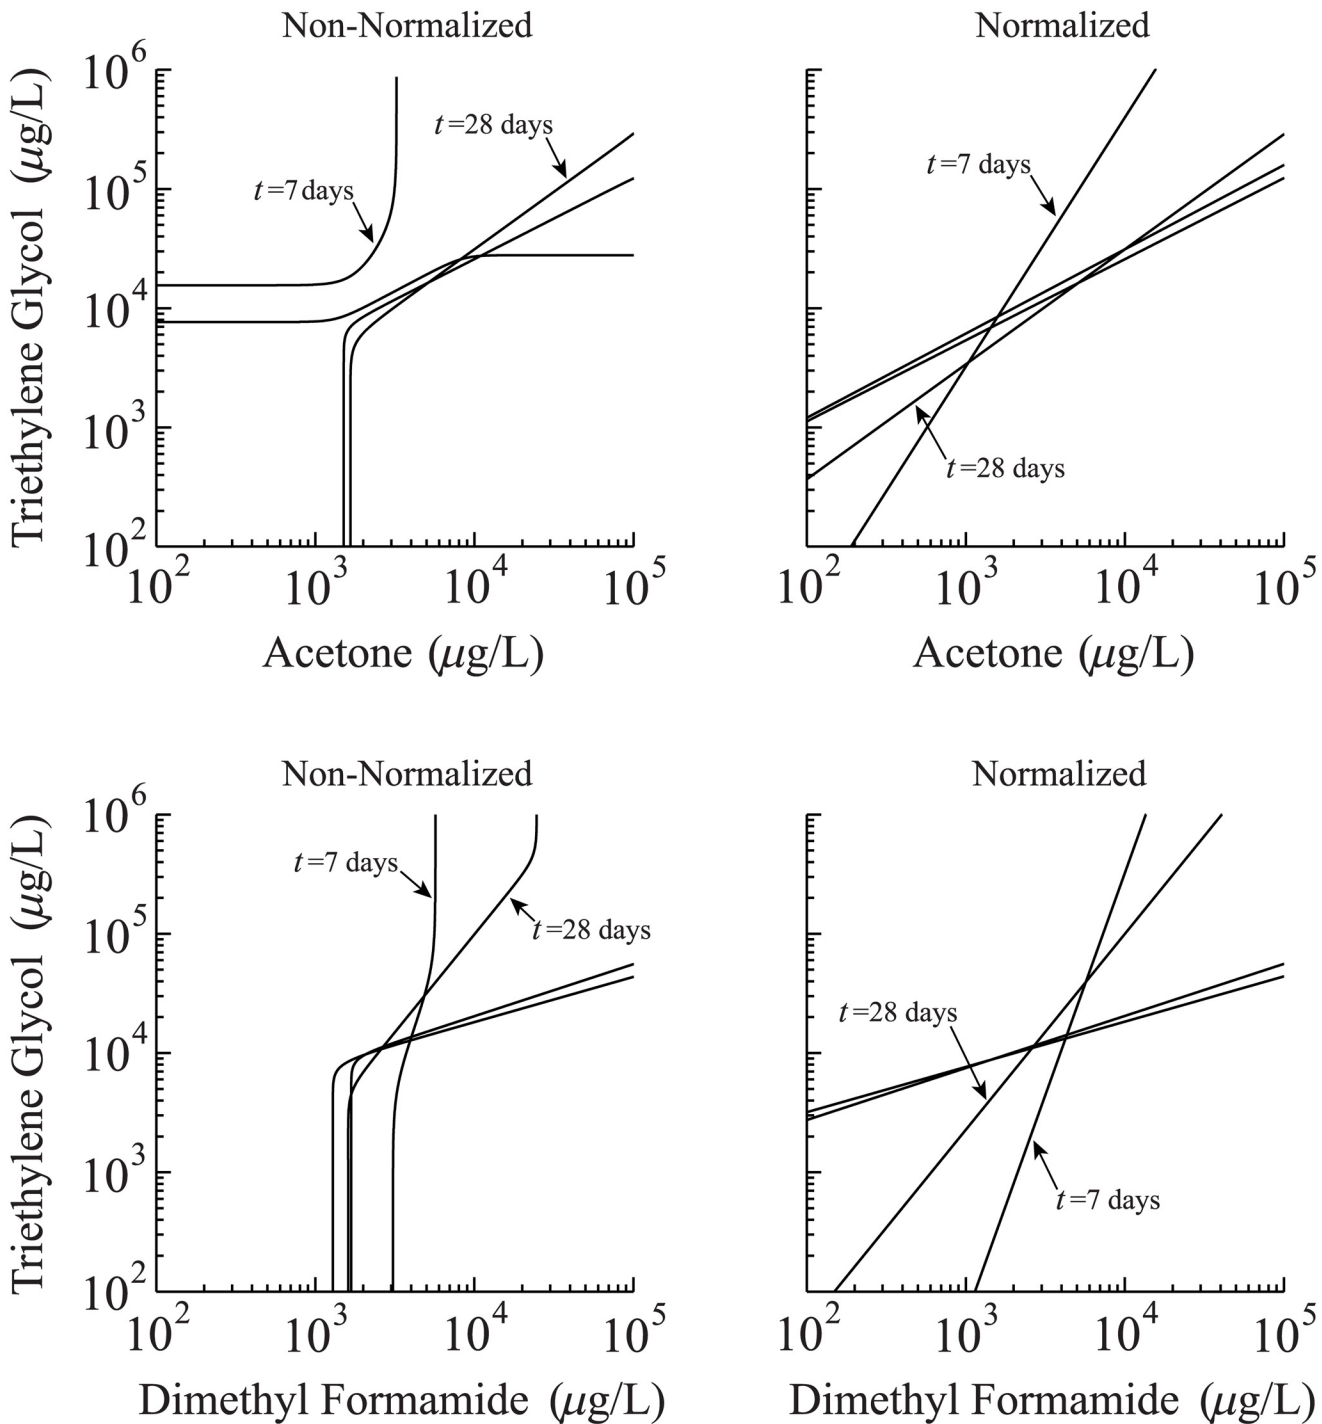 Non-Normalized
Normalized
Triethylene Glycol (µg/L)
10^6
10^5
10^4
10^3
10^2
t=7 days
t=28 days
t=7 days
t=28 days
10^2 10^3 10^4 10^5
10^2 10^3 10^4 10^5
Acetone (µg/L)
Acetone (µg/L)
Non-Normalized
Normalized
Triethylene Glycol (µg/L)
10^6
10^5
10^4
10^3
10^2
t=7 days
t=28 days
t=28 days
t=7 days
10^2 10^3 10^4 10^5
10^2 10^3 10^4 10^5
Dimethyl Formamide (µg/L)
Dimethyl Formamide (µg/L)